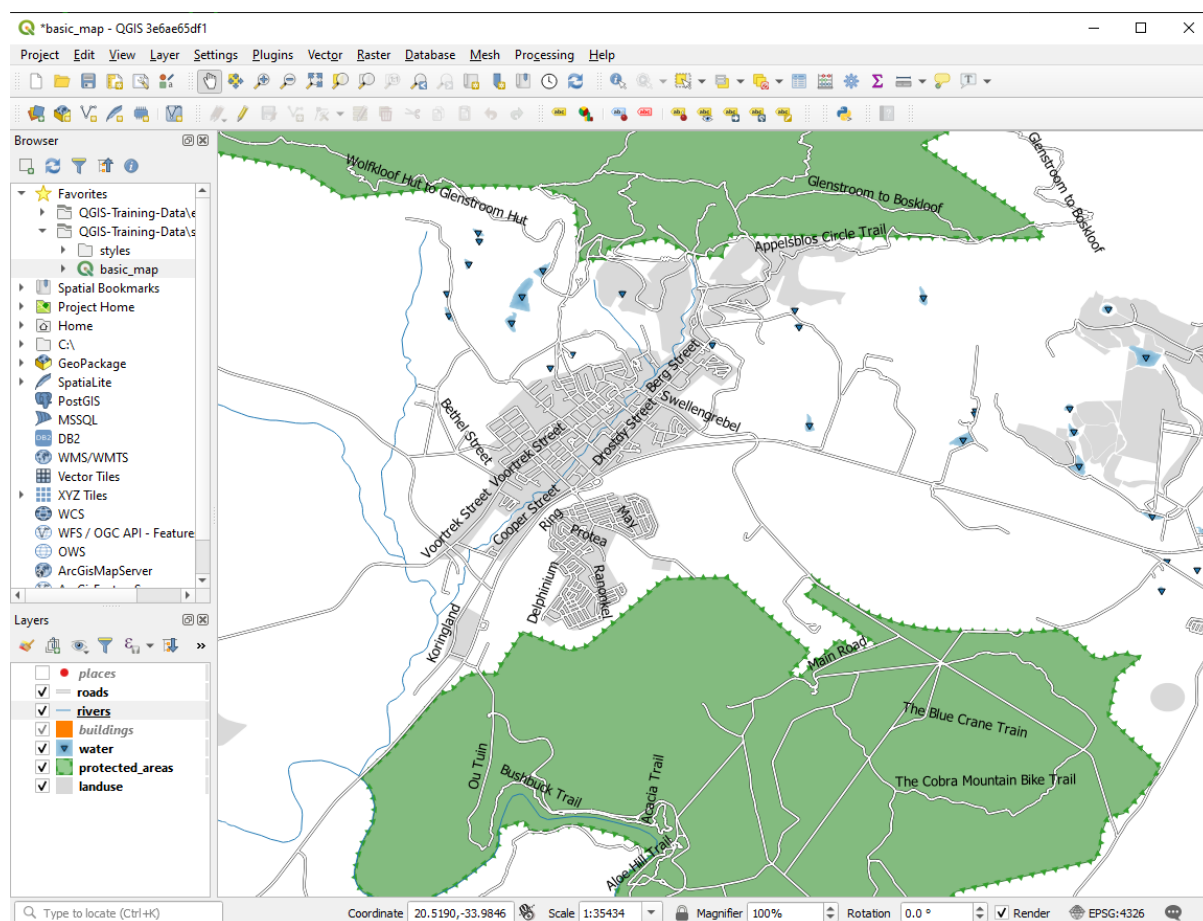 *basic_map - QGIS 3e6ae65df1
Project Edit View Layer Settings Plugins Vector Raster Database Mesh Processing Help
Browser
Favorites
QGIS-Training-Data\e
QGIS-Training-Data\s
styles
basic_map
Spatial Bookmarks
Project Home
Home
C:\
GeoPackage
SpatiaLite
PostGIS
MSSQL
DB2
WMS/WMTS
Vector Tiles
XYZ Tiles
WCS
WFS / OGC API - Feature
OWS
ArcGisMapServer
Layers
places
roads
rivers
buildings
water
protected_areas
landuse
Wolfkloof Hut to Glenstroom Hut
Glenstroom to Boskloof
Glenstroom to Boskloof
Appelsblos Circle Trail
Berg Street
Swellengrebel
Bethel Street
Drostdy Street
Voortrek Street
Voortrek Street
Cooper Street
Ring
May
Protea
Ranonkel
Delphinium
Koringland
Main Road
The Blue Crane Train
The Cobra Mountain Bike Trail
Ou Tuin
Bushbuck Trail
Acacia Trail
Aloe Hill Trail
Type to locate (Ctrl+K)
Coordinate 20.5190,-33.9846 Scale 1:35434 Magnifier 100% Rotation 0.0 ° Render EPSG:4326